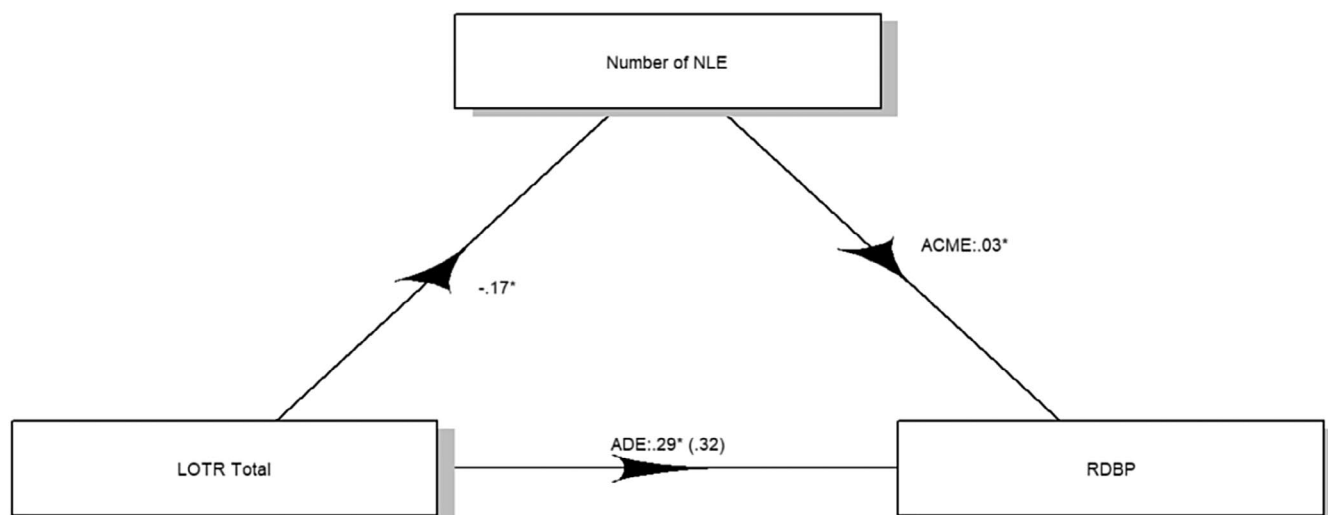 Number of NLE
ACME:.03*
-.17*
ADE:.29* (.32)
LOTR Total
RDBP